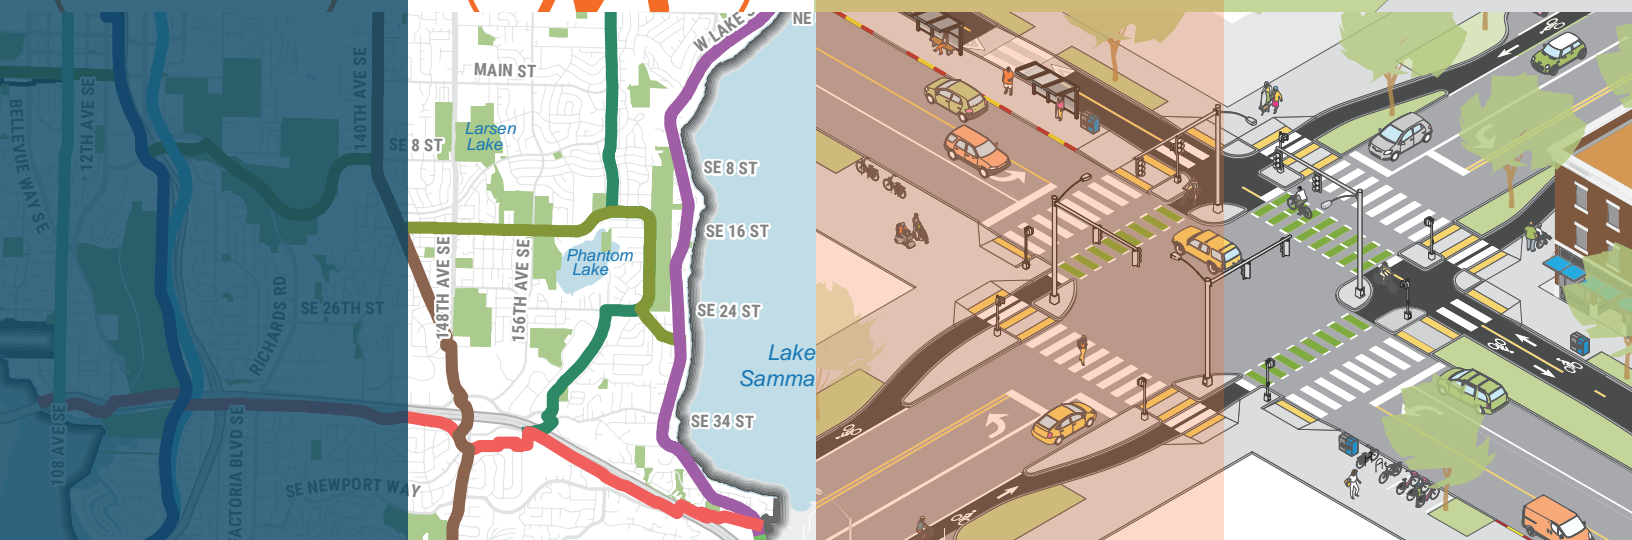 BELLEVUE WAY SE
12TH AVE SE
140TH AVE SE
SE 8 ST
MAIN ST
Larsen
Lake
W LAKE S
NE
SE 8 ST
SE 16 ST
148TH AVE SE
156TH AVE SE
Phantom
Lake
SE 24 ST
RICHARDS RD
SE 26TH ST
Lake
Samma
108 AVE SE
FACTORIA BLVD SE
SE NEWPORT WAY
SE 34 ST